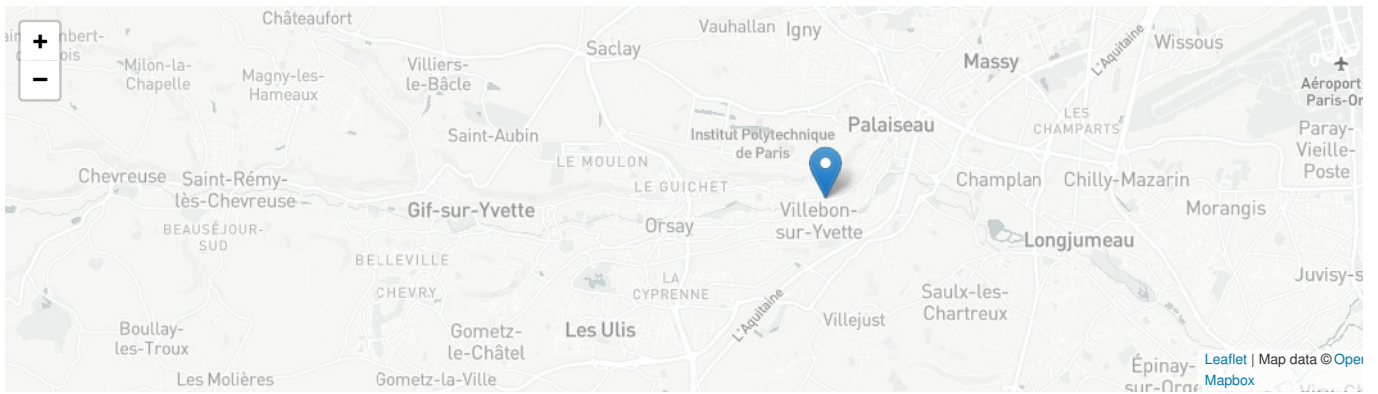 Châteaufort
Vauhallan
Igny
+
Wissous
Saclay
L'Aquitaine
Milon-la-
Chapelle
Villiers-
le-Bâcle
Massy
Magny-les-
Hameaux
−
Aéroport
Paris-Or
LES
CHAMPARTS
Palaiseau
Saint-Aubin
Institut Polytechnique
de Paris
Paray-
Vieille-
Poste
LE MOULON
Chevreuse
Saint-Rémy-
lès-Chevreuse
LE GUICHET
Champlan
Chilly-Mazarin
Gif-sur-Yvette
Villebon-
sur-Yvette
Morangis
Orsay
BEAUSÉJOUR-
SUD
Longjumeau
BELLEVILLE
Juvisy-s
LA
CYPRENNE
CHEVRY
Saulx-les-
Chartreux
L'Aquitaine
Villejust
Boullay-
les-Troux
Gometz-
le-Châtel
Les Ulis
Épinay-
sur-Orge
Leaflet | Map data © Oper
Mapbox
Les Molières
Gometz-la-Ville